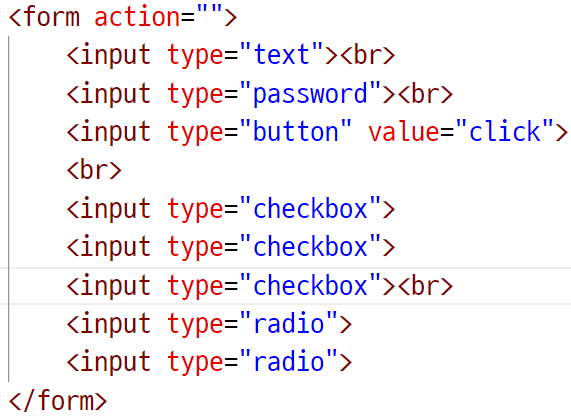 <form action="">
<input type="text"><br>
<input type="password"><br>
<input type="button" value="click">
<br>
<input type="checkbox">
<input type="checkbox">
<input type="checkbox"><br>
<input type="radio">
<input type="radio">
</form>